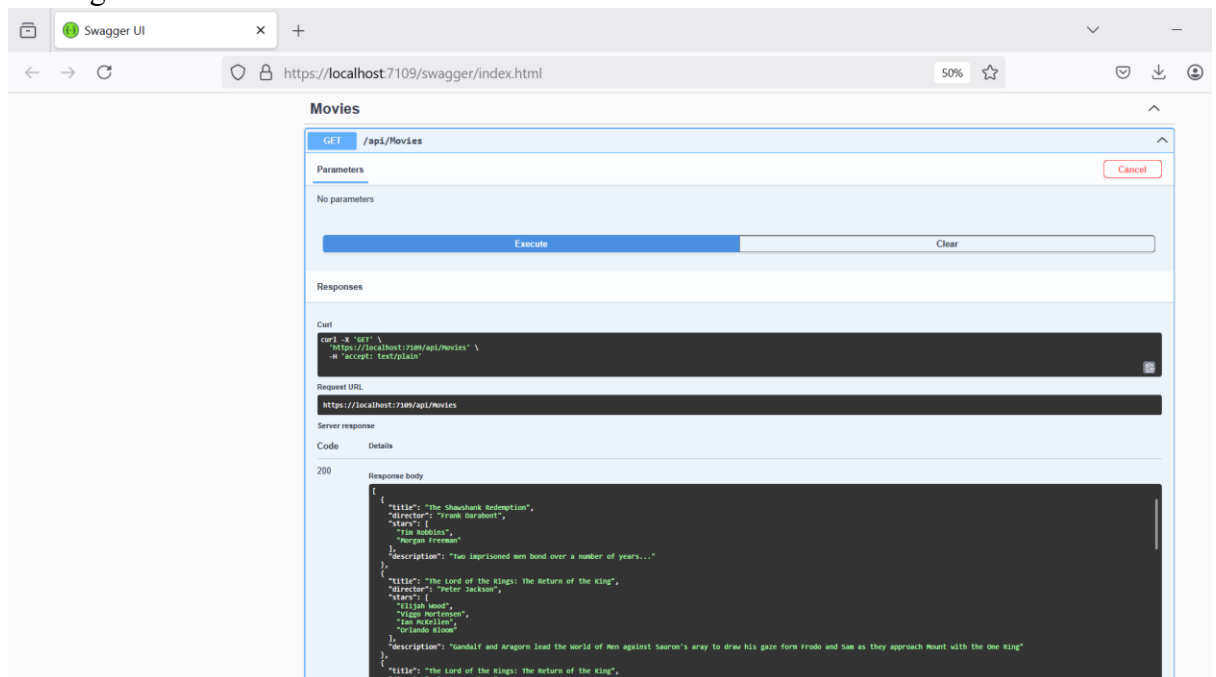 Swagger UI
https://localhost:7109/swagger/index.html
50%
Movies
GET /api/Movies
Parameters
Cancel
No parameters
Execute
Clear
Responses
Curl
curl -X 'GET' \
'https://localhost:7109/api/Movies' \
-H 'accept: text/plain'
Request URL
https://localhost:7109/api/Movies
Server response
Code Details
200
Response body
[
{
"title": "The Shawshank Redemption",
"director": "Frank Darabont",
"stars": [
"Tim Robbins",
"Morgan Freeman"
],
"description": "Two imprisoned men bond over a number of years..."
},
{
"title": "The Lord of the Rings: The Return of the King",
"director": "Peter Jackson",
"stars": [
"Elijah Wood",
"Viggo Mortensen",
"Ian McKellen",
"Orlando Bloom"
],
"description": "Gandalf and Aragorn lead the World of Men against Sauron's aray to draw his gaze form Frodo and Sam as they approach Mount with the One Ring"
},
{
"title": "The Lord of the Rings: The Return of the King",